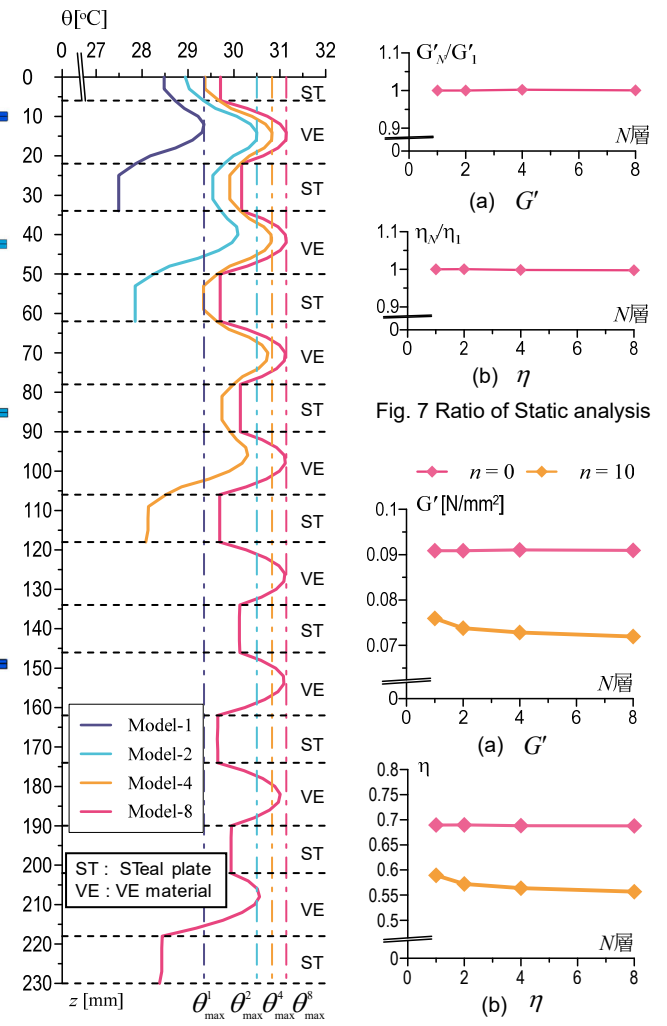 θ[°C]
0 27 28 29 30 31 32
0
10
20
30
40
50
60
70
80
90
100
110
120
130
140
150
160
170
180
190
200
210
220
230
ST
VE
ST
VE
ST
VE
ST
VE
ST
VE
ST
VE
ST
VE
ST
VE
ST
Model-1
Model-2
Model-4
Model-8
ST : STeal plate
VE : VE material
z [mm]
θ¹max θ²max θ⁴max θ⁸max
G′N/G′1
1.1
1
0.9
0
N層
0 2 4 6 8
(a) G′
ηN/η1
1.1
1
0.9
0
N層
0 2 4 6 8
(b) η
Fig. 7 Ratio of Static analysis
n = 0 n = 10
G′ [N/mm²]
0.1
0.09
0.08
0.07
0
N層
0 2 4 6 8
(a) G′
η
0.8
0.75
0.7
0.65
0.6
0.55
0.5
0
N層
0 2 4 6 8
(b) η